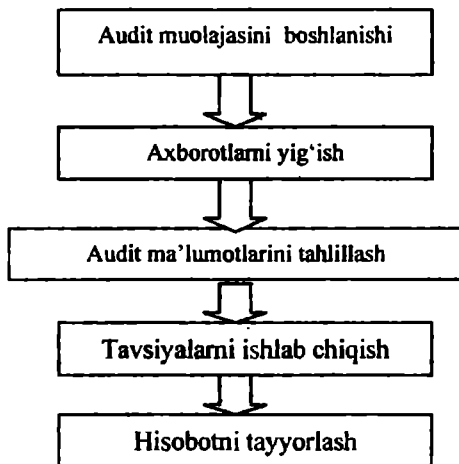 Audit muolajasini boshlanishi
Axborotlarni yig‘ish
Audit ma’lumotlarini tahlillash
Tavsiyalarni ishlab chiqish
Hisobotni tayyorlash